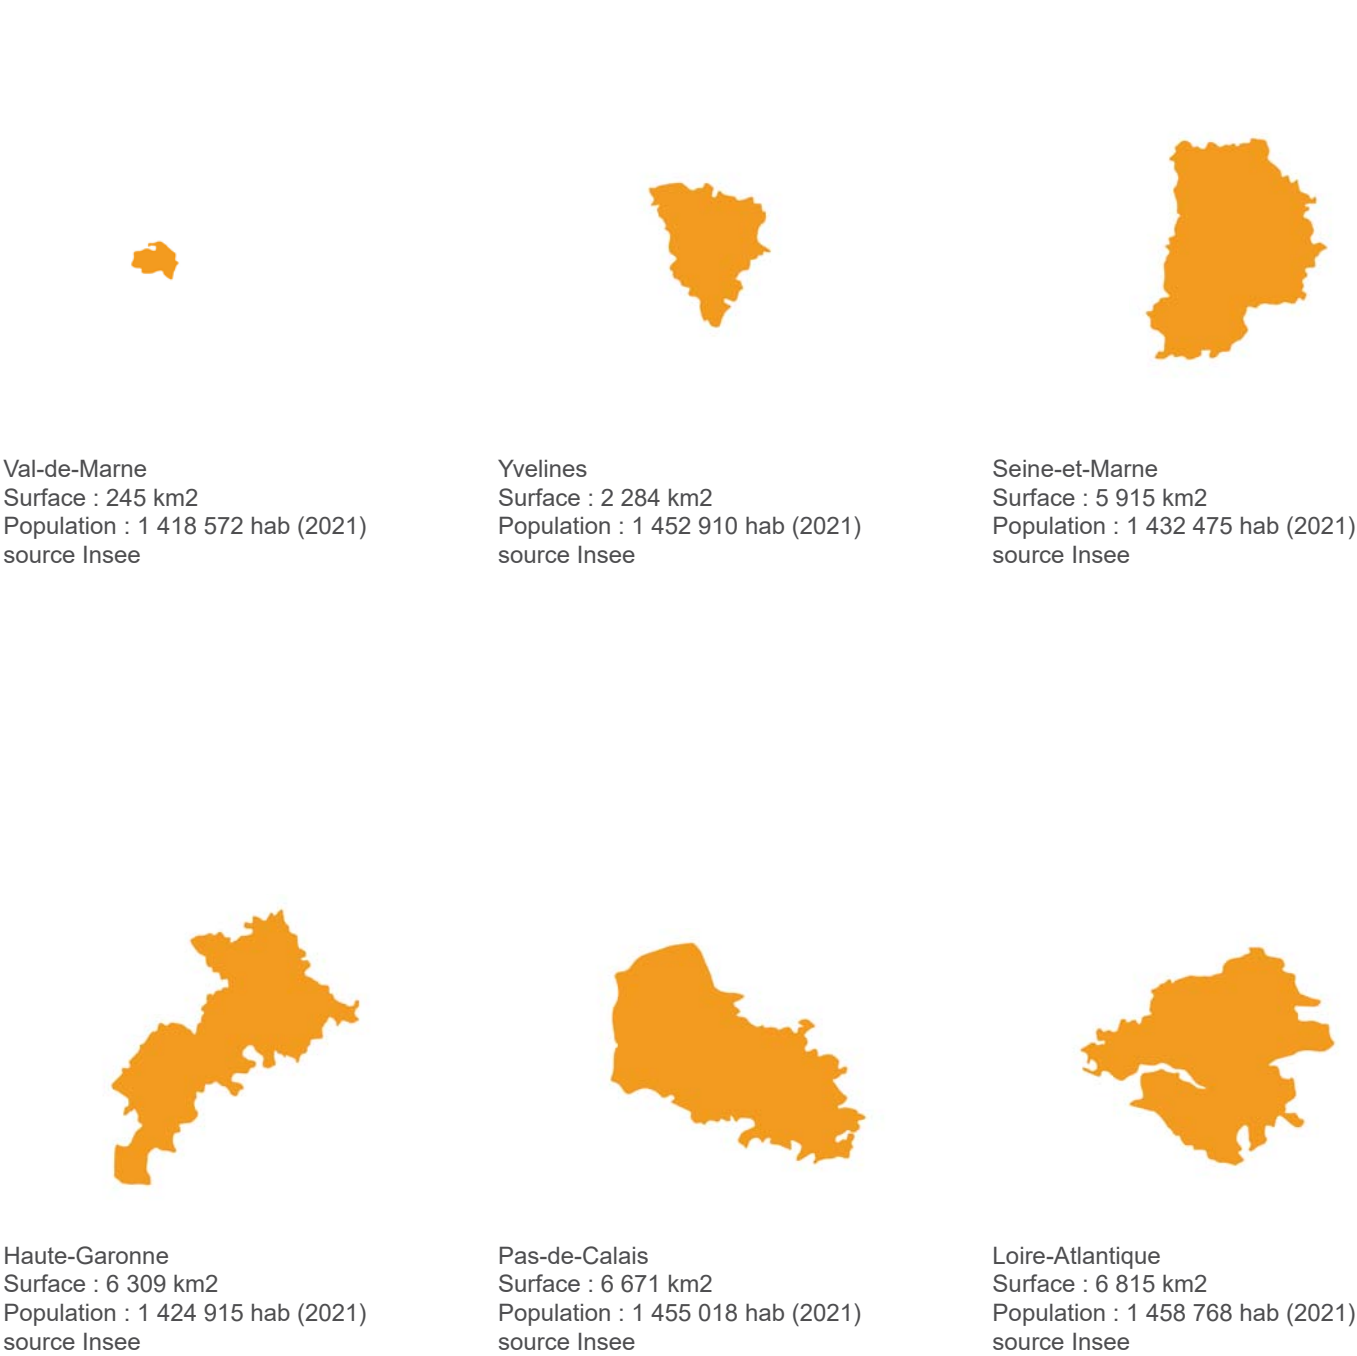 Val-de-Marne
Surface : 245 km2
Population : 1 418 572 hab (2021)
source Insee
Yvelines
Surface : 2 284 km2
Population : 1 452 910 hab (2021)
source Insee
Seine-et-Marne
Surface : 5 915 km2
Population : 1 432 475 hab (2021)
source Insee
Haute-Garonne
Surface : 6 309 km2
Population : 1 424 915 hab (2021)
source Insee
Pas-de-Calais
Surface : 6 671 km2
Population : 1 455 018 hab (2021)
source Insee
Loire-Atlantique
Surface : 6 815 km2
Population : 1 458 768 hab (2021)
source Insee